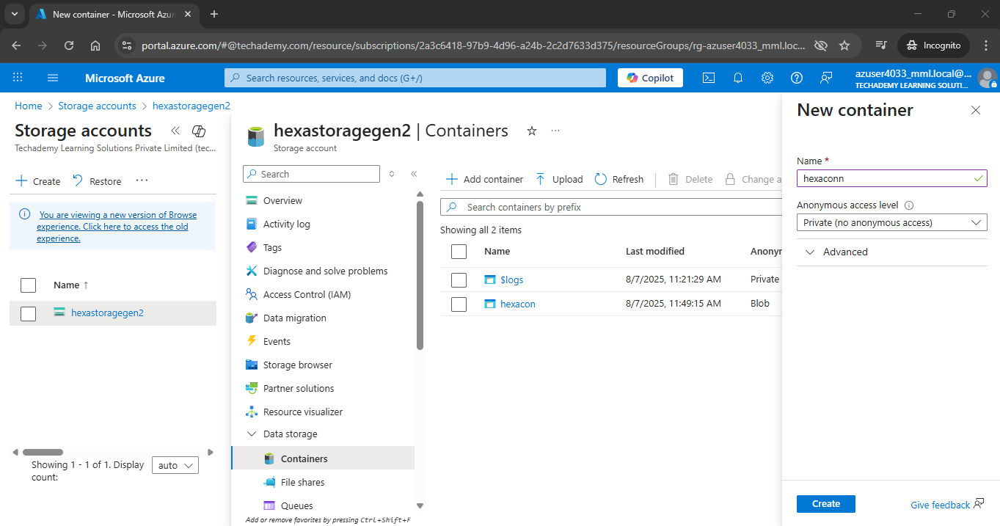 New container - Microsoft Azu
portal.azure.com/#@techademy.com/resource/subscriptions/2a3c6418-97b9-4d96-a24b-2c2d7633d375/resourceGroups/rg-azuser4033_mml.loc...
Incognito
Microsoft Azure
Search resources, services, and docs (G+/)
Copilot
azuser4033_mml.local@...
TECHADEMY LEARNING SOLUTI...
Home > Storage accounts > hexastoragegen2
Storage accounts
Techademy Learning Solutions Private Limited (tec...
Create
Restore
...
You are viewing a new version of Browse
experience. Click here to access the old
experience.
Name ↑
hexastoragegen2
Showing 1 - 1 of 1. Display
count:
auto
hexastoragegen2 | Containers
...
Storage account
Search
Overview
Activity log
Tags
Diagnose and solve problems
Access Control (IAM)
Data migration
Events
Storage browser
Partner solutions
Resource visualizer
Data storage
Containers
File shares
Queues
Add or remove favorites by pressing Ctrl+Shift+F
Add container
Upload
Refresh
Delete
Change a
Search containers by prefix
Showing all 2 items
Name Last modified Anonyr
$logs 8/7/2025, 11:21:29 AM Private
hexacon 8/7/2025, 11:49:15 AM Blob
New container
Name *
hexaconn
Anonymous access level
Private (no anonymous access)
Advanced
Create
Give feedback